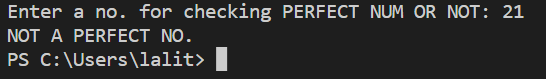 Enter a no. for checking PERFECT NUM OR NOT: 21
NOT A PERFECT NO.
PS C:\Users\lalit>